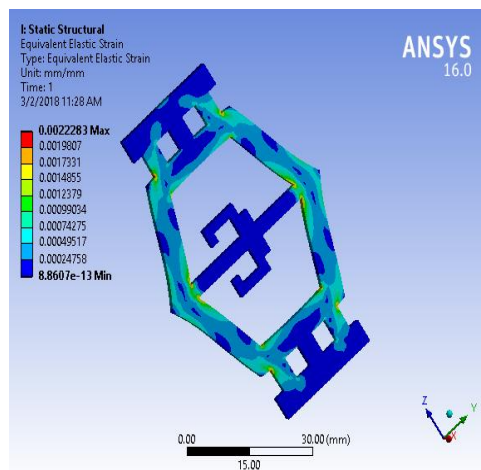 I: Static Structural
Equivalent Elastic Strain
Type: Equivalent Elastic Strain
Unit: mm/mm
Time: 1
3/2/2018 11:28 AM
ANSYS
16.0
0.0022283 Max
0.0019807
0.0017331
0.0014855
0.0012379
0.00099034
0.00074275
0.00049517
0.00024758
8.8607e-13 Min
Z
Y
X
0.00
30.00 (mm)
15.00